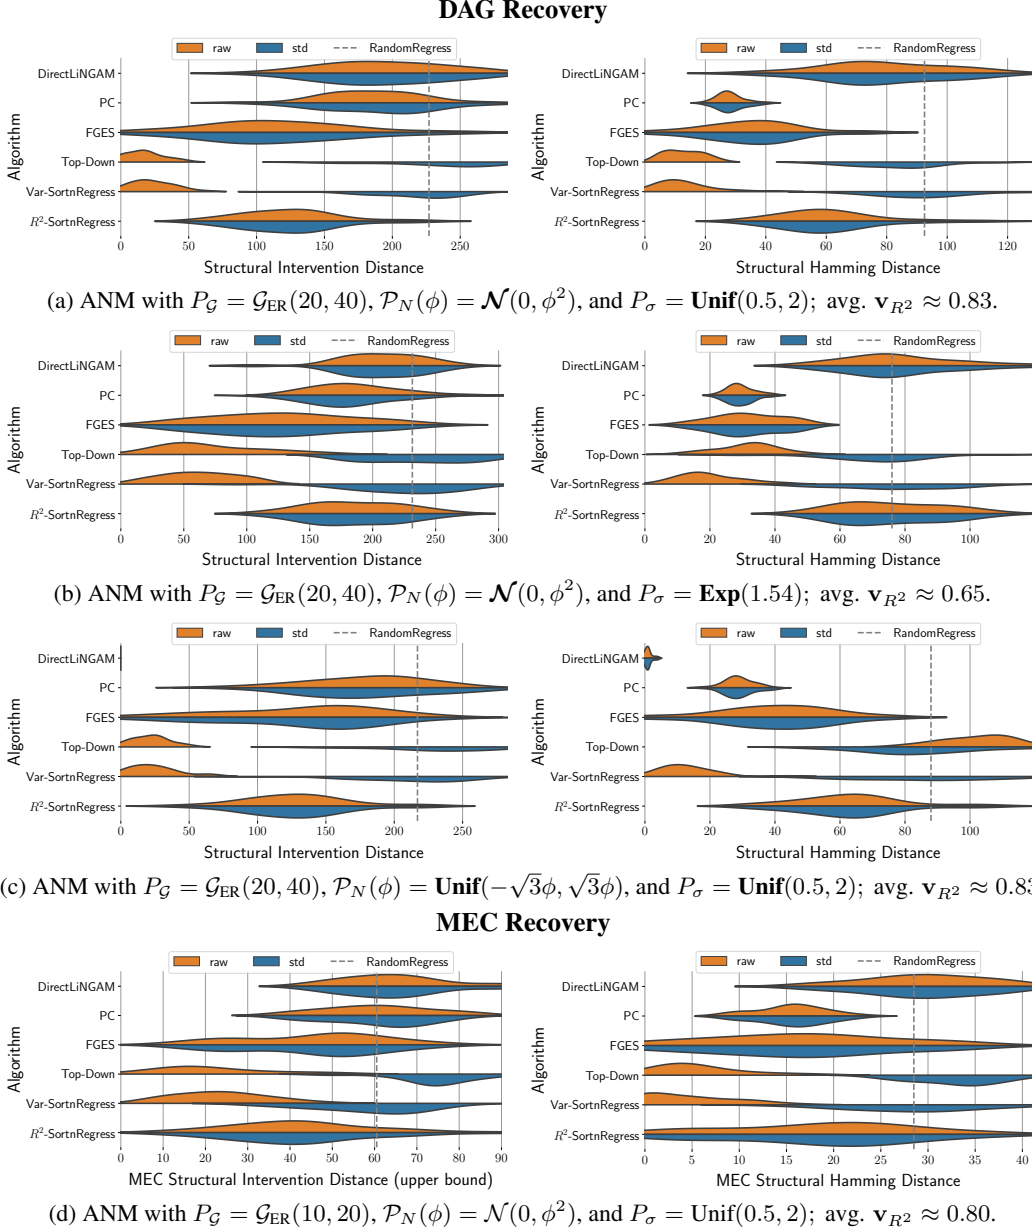 DAG Recovery
raw std RandomRegress
Algorithm
DirectLiNGAM
PC
FGES
Top-Down
Var-SortnRegress
R²-SortnRegress
0 50 100 150 200 250
Structural Intervention Distance
raw std RandomRegress
Algorithm
DirectLiNGAM
PC
FGES
Top-Down
Var-SortnRegress
R²-SortnRegress
0 20 40 60 80 100 120
Structural Hamming Distance
(a) ANM with P_𝒢 = 𝒢_ER(20, 40), 𝒫_N(ϕ) = 𝓝(0, ϕ²), and P_σ = Unif(0.5, 2); avg. v_R² ≈ 0.83.
raw std RandomRegress
Algorithm
DirectLiNGAM
PC
FGES
Top-Down
Var-SortnRegress
R²-SortnRegress
0 50 100 150 200 250 300
Structural Intervention Distance
raw std RandomRegress
Algorithm
DirectLiNGAM
PC
FGES
Top-Down
Var-SortnRegress
R²-SortnRegress
0 20 40 60 80 100
Structural Hamming Distance
(b) ANM with P_𝒢 = 𝒢_ER(20, 40), 𝒫_N(ϕ) = 𝓝(0, ϕ²), and P_σ = Exp(1.54); avg. v_R² ≈ 0.65.
raw std RandomRegress
Algorithm
DirectLiNGAM
PC
FGES
Top-Down
Var-SortnRegress
R²-SortnRegress
0 50 100 150 200 250
Structural Intervention Distance
raw std RandomRegress
Algorithm
DirectLiNGAM
PC
FGES
Top-Down
Var-SortnRegress
R²-SortnRegress
0 20 40 60 80 100
Structural Hamming Distance
(c) ANM with P_𝒢 = 𝒢_ER(20, 40), 𝒫_N(ϕ) = Unif(−√3ϕ, √3ϕ), and P_σ = Unif(0.5, 2); avg. v_R² ≈ 0.83
MEC Recovery
raw std RandomRegress
Algorithm
DirectLiNGAM
PC
FGES
Top-Down
Var-SortnRegress
R²-SortnRegress
0 10 20 30 40 50 60 70 80 90
MEC Structural Intervention Distance (upper bound)
raw std RandomRegress
Algorithm
DirectLiNGAM
PC
FGES
Top-Down
Var-SortnRegress
R²-SortnRegress
0 5 10 15 20 25 30 35 40
MEC Structural Hamming Distance
(d) ANM with P_𝒢 = 𝒢_ER(10, 20), 𝒫_N(ϕ) = 𝒩(0, ϕ²), and P_σ = Unif(0.5, 2); avg. v_R² ≈ 0.80.